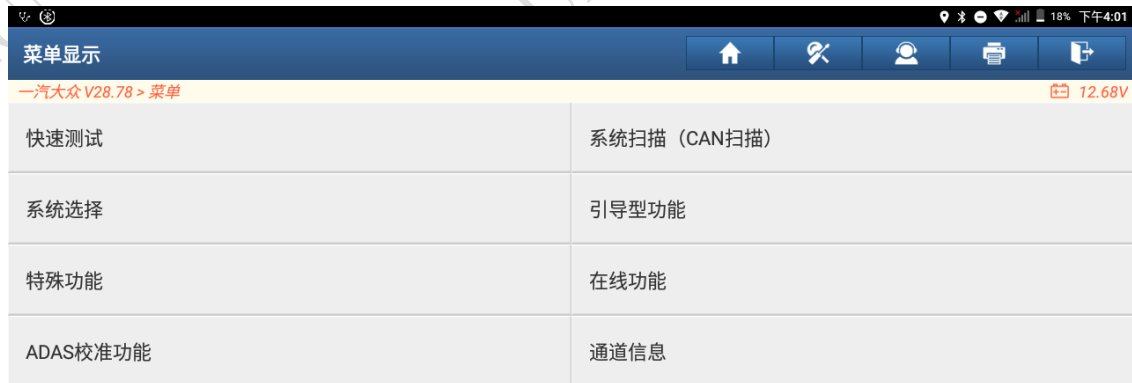 18% 下午4:01
菜单显示
一汽大众 V28.78 > 菜单 12.68V
快速测试 系统扫描（CAN扫描）
系统选择 引导型功能
特殊功能 在线功能
ADAS校准功能 通道信息